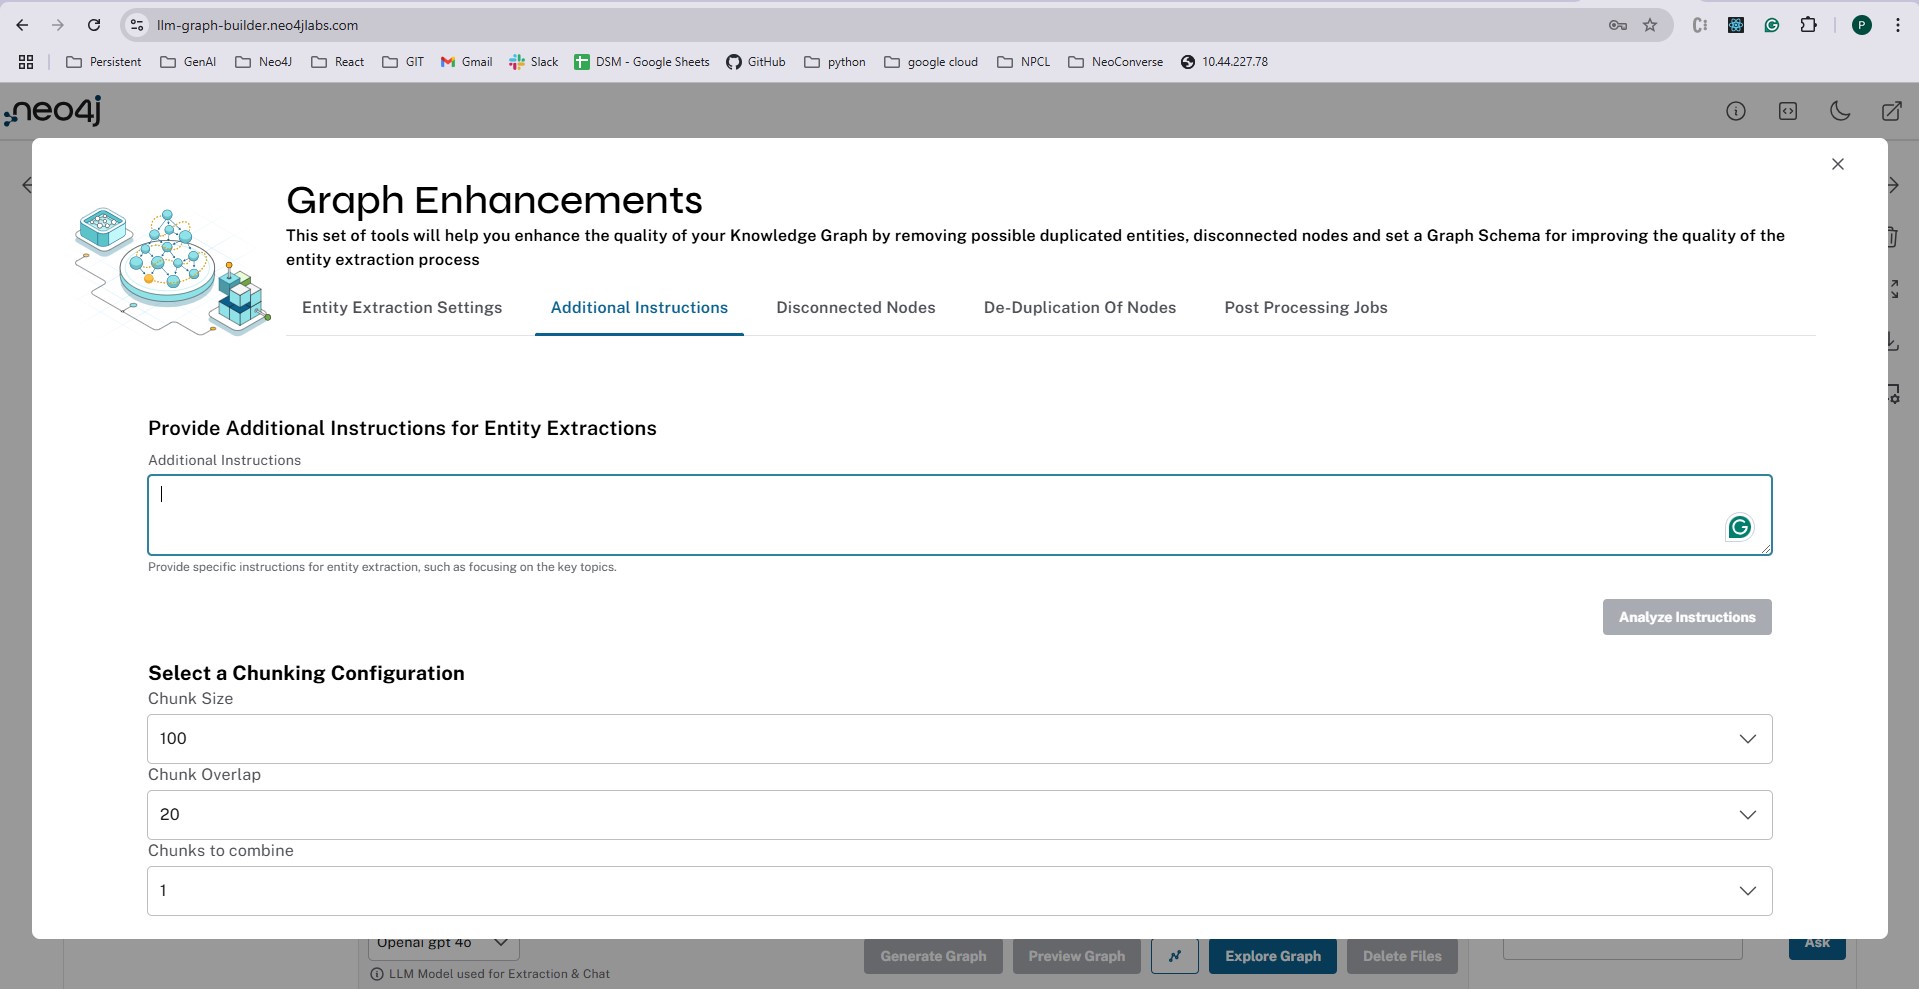 llm-graph-builder.neo4jlabs.com
P
Persistent GenAI Neo4J React GIT Gmail Slack DSM - Google Sheets GitHub python google cloud NPCL NeoConverse 10.44.227.78
neo4j
Graph Enhancements
This set of tools will help you enhance the quality of your Knowledge Graph by removing possible duplicated entities, disconnected nodes and set a Graph Schema for improving the quality of the
entity extraction process
Entity Extraction Settings Additional Instructions Disconnected Nodes De-Duplication Of Nodes Post Processing Jobs
Provide Additional Instructions for Entity Extractions
Additional Instructions
Provide specific instructions for entity extraction, such as focusing on the key topics.
Analyze Instructions
Select a Chunking Configuration
Chunk Size
100
Chunk Overlap
20
Chunks to combine
1
Openai gpt 4o
Generate Graph Preview Graph Explore Graph Delete Files Ask
LLM Model used for Extraction & Chat